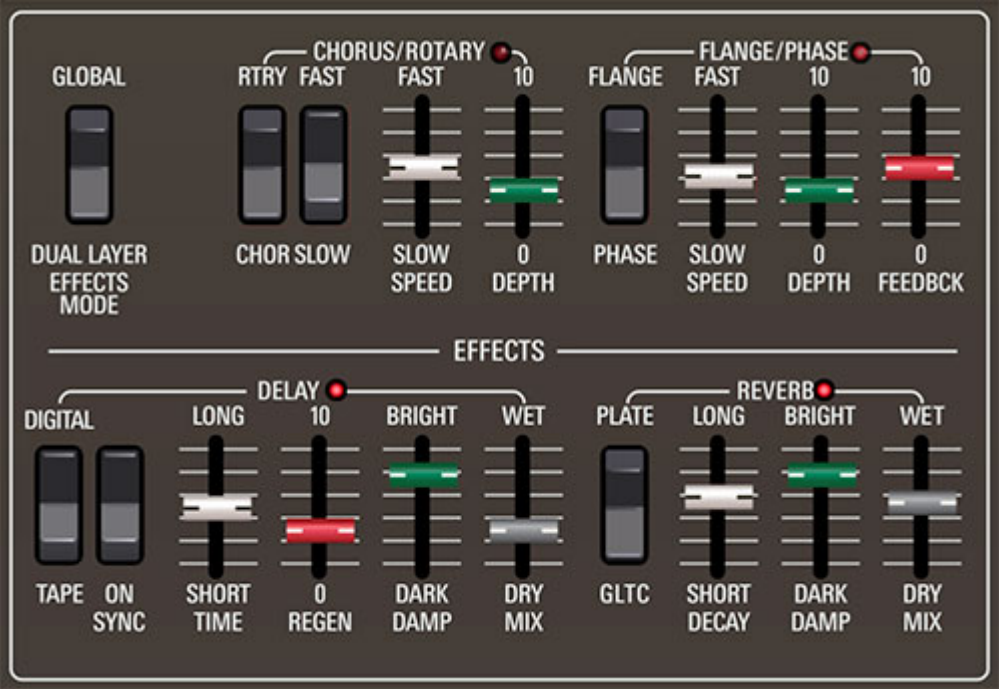 CHORUS/ROTARY FLANGE/PHASE
GLOBAL RTRY FAST FAST 10 FLANGE FAST 10 10
DUAL LAYER CHOR SLOW SLOW 0 PHASE SLOW 0 0
EFFECTS SPEED DEPTH SPEED DEPTH FEEDBCK
MODE
EFFECTS
DELAY REVERB
DIGITAL LONG 10 BRIGHT WET PLATE LONG BRIGHT WET
TAPE ON SHORT 0 DARK DRY GLTC SHORT DARK DRY
SYNC TIME REGEN DAMP MIX DECAY DAMP MIX